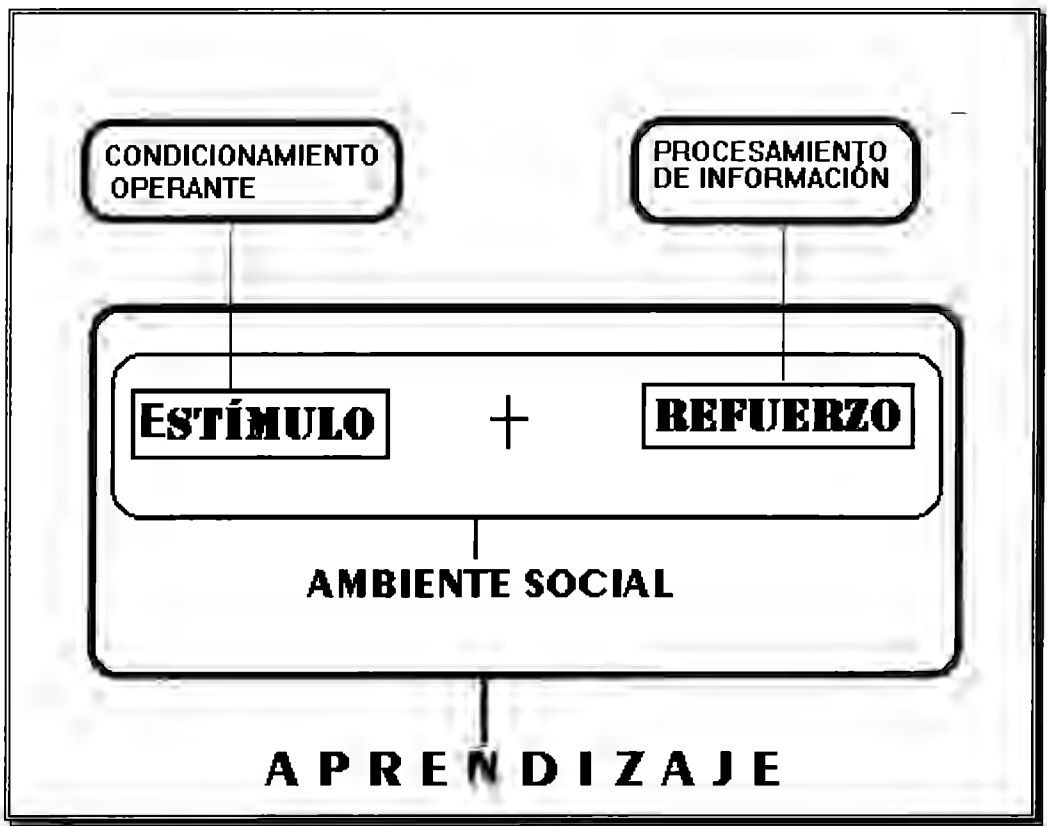 CONDICIONAMIENTO
OPERANTE
PROCESAMIENTO
DE INFORMACIÓN
ESTÍMULO + REFUERZO
AMBIENTE SOCIAL
APRENDIZAJE